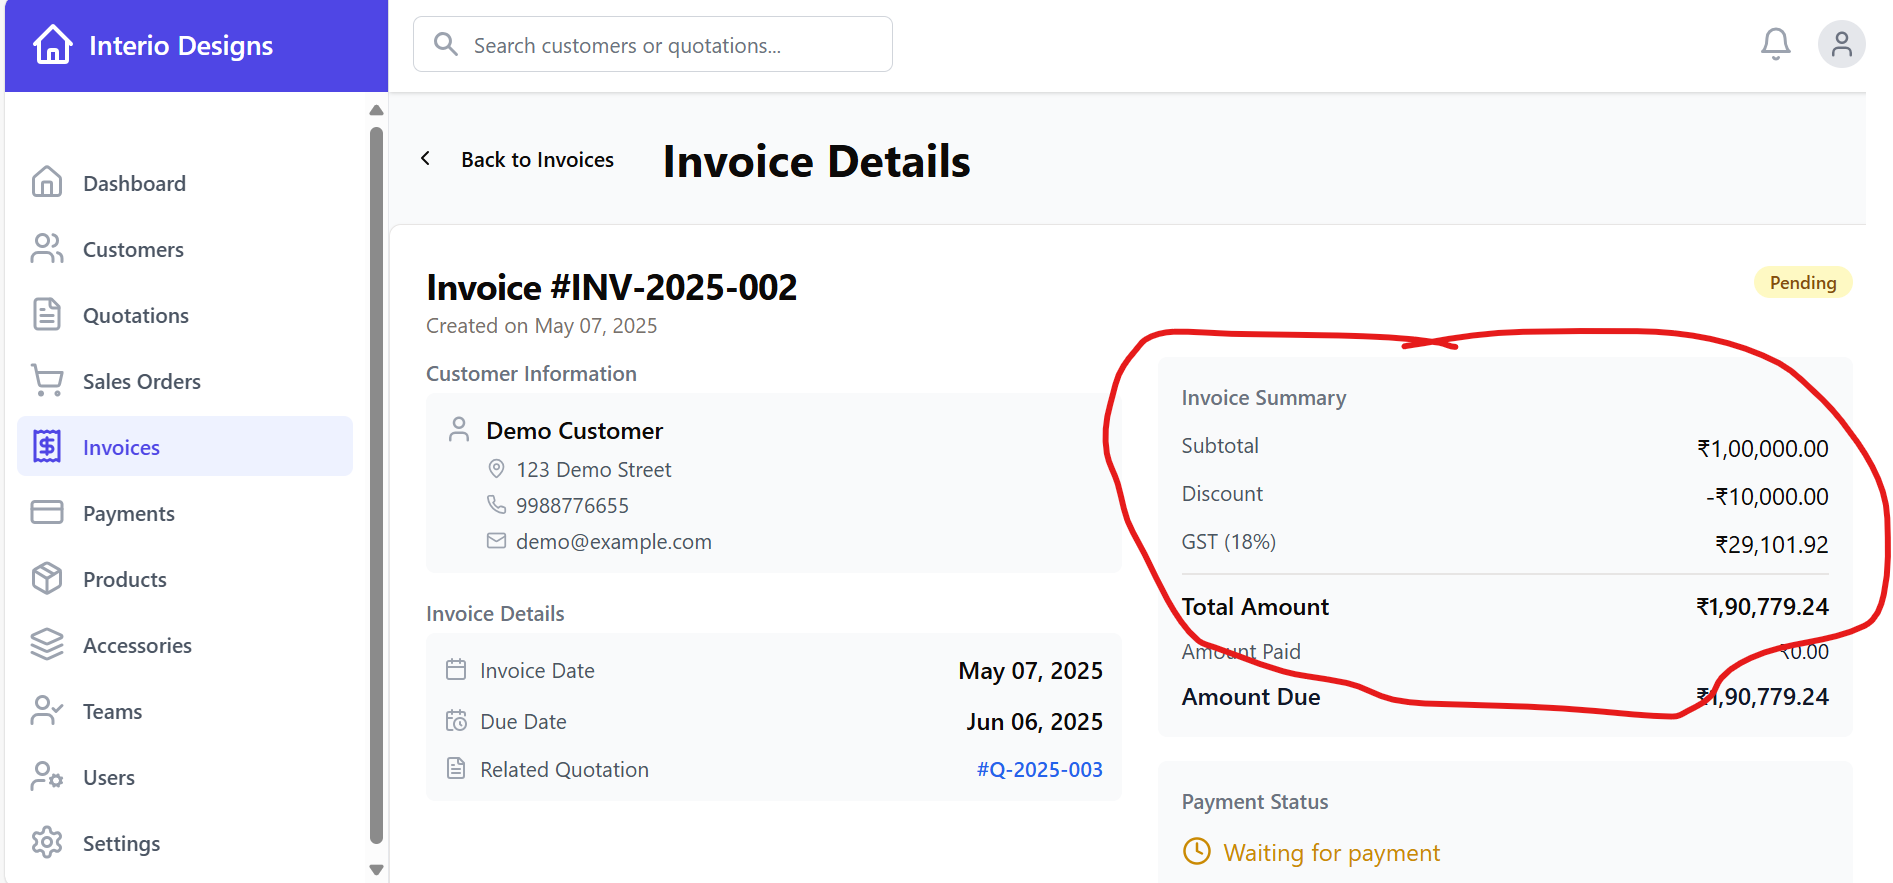 Interio Designs
Search customers or quotations...
Dashboard
Customers
Quotations
Sales Orders
Invoices
Payments
Products
Accessories
Teams
Users
Settings
Back to Invoices
Invoice Details
Invoice #INV-2025-002
Pending
Created on May 07, 2025
Customer Information
Demo Customer
123 Demo Street
9988776655
demo@example.com
Invoice Details
Invoice Date May 07, 2025
Due Date Jun 06, 2025
Related Quotation #Q-2025-003
Invoice Summary
Subtotal ₹1,00,000.00
Discount -₹10,000.00
GST (18%) ₹29,101.92
Total Amount ₹1,90,779.24
Amount Paid ₹0.00
Amount Due ₹1,90,779.24
Payment Status
Waiting for payment